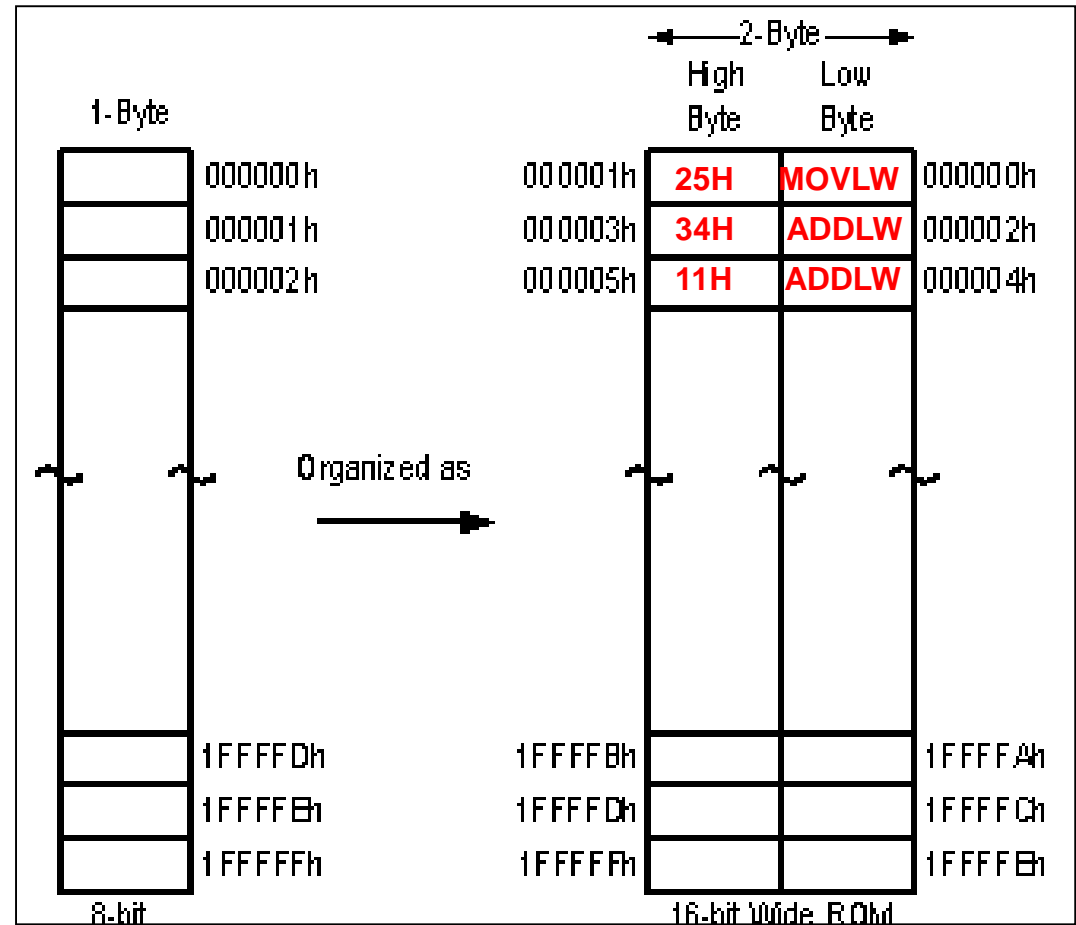 2-Byte
High Low
1-Byte Byte Byte
000000h 000001h 25H MOVLW 000000h
000001h 000003h 34H ADDLW 000002h
000002h 000005h 11H ADDLW 000004h
Organized as
1FFFFDh 1FFFFBh 1FFFFAh
1FFFFEh 1FFFFDh 1FFFFCh
1FFFFFh 1FFFFFh 1FFFFEh
8-bit 16-bit Wide ROM